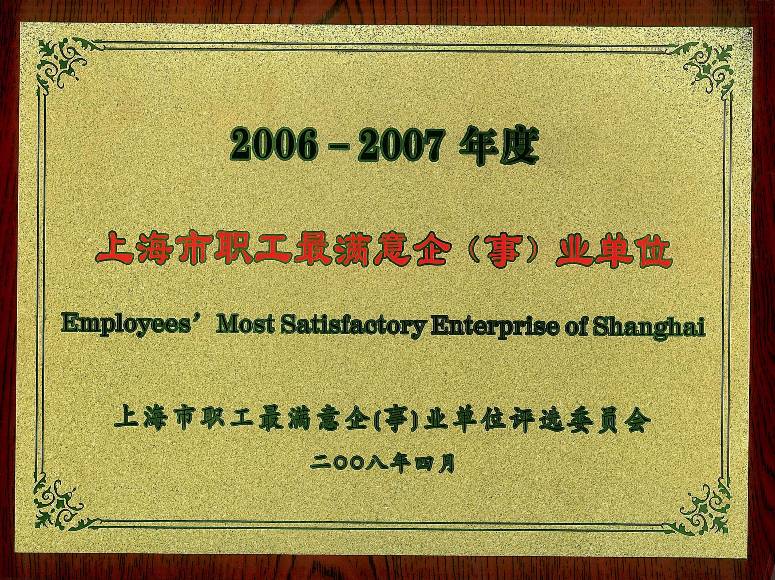 2006－2007 年度
上海市职工最满意企（事）业单位
Employees’ Most Satisfactory Enterprise of Shanghai
上海市职工最满意企(事)业单位评选委员会
二〇〇八年四月